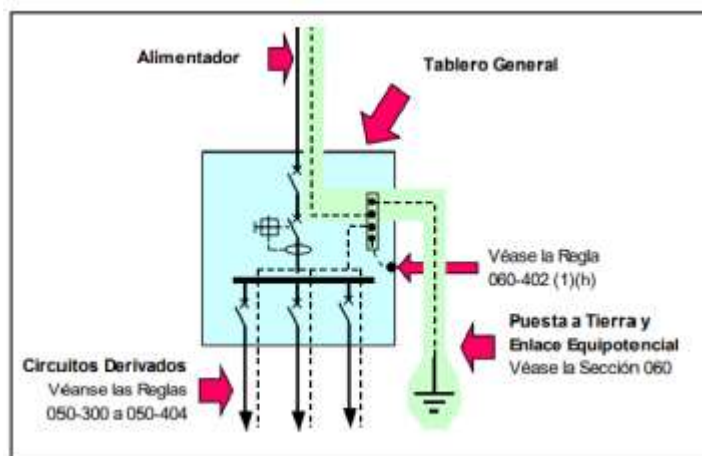 Alimentador
Tablero General
Véase la Regla
060-402 (1)(h)
Puesta a Tierra y
Enlace Equipotencial
Véase la Sección 060
Circuitos Derivados
Véanse las Reglas
050-300 a 050-404